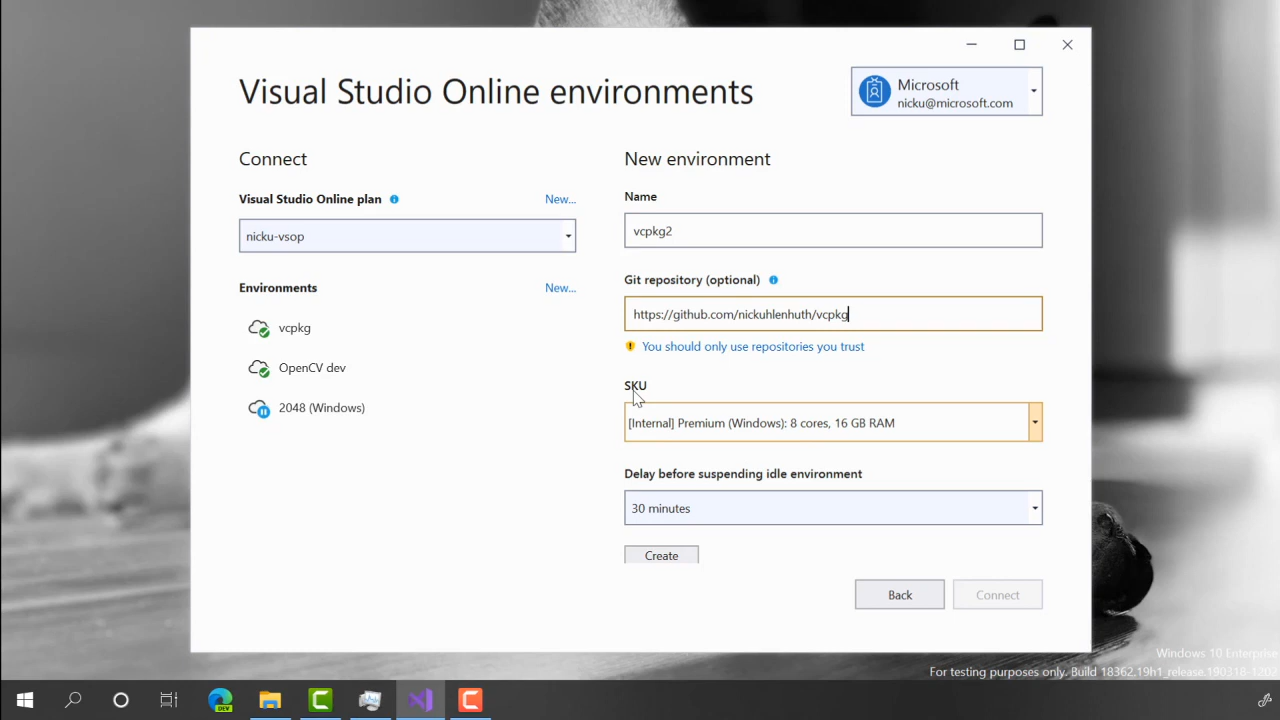 Visual Studio Online environments
Microsoft
nicku@microsoft.com
Connect
Visual Studio Online plan
New...
nicku-vsop
Environments
New...
vcpkg
OpenCV dev
2048 (Windows)
New environment
Name
vcpkg2
Git repository (optional)
https://github.com/nickuhlenhuth/vcpkg
You should only use repositories you trust
SKU
[Internal] Premium (Windows): 8 cores, 16 GB RAM
Delay before suspending idle environment
30 minutes
Create
Back
Connect
Windows 10 Enterprise
For testing purposes only. Build 18362.19h1_release.190318-1202
DEV